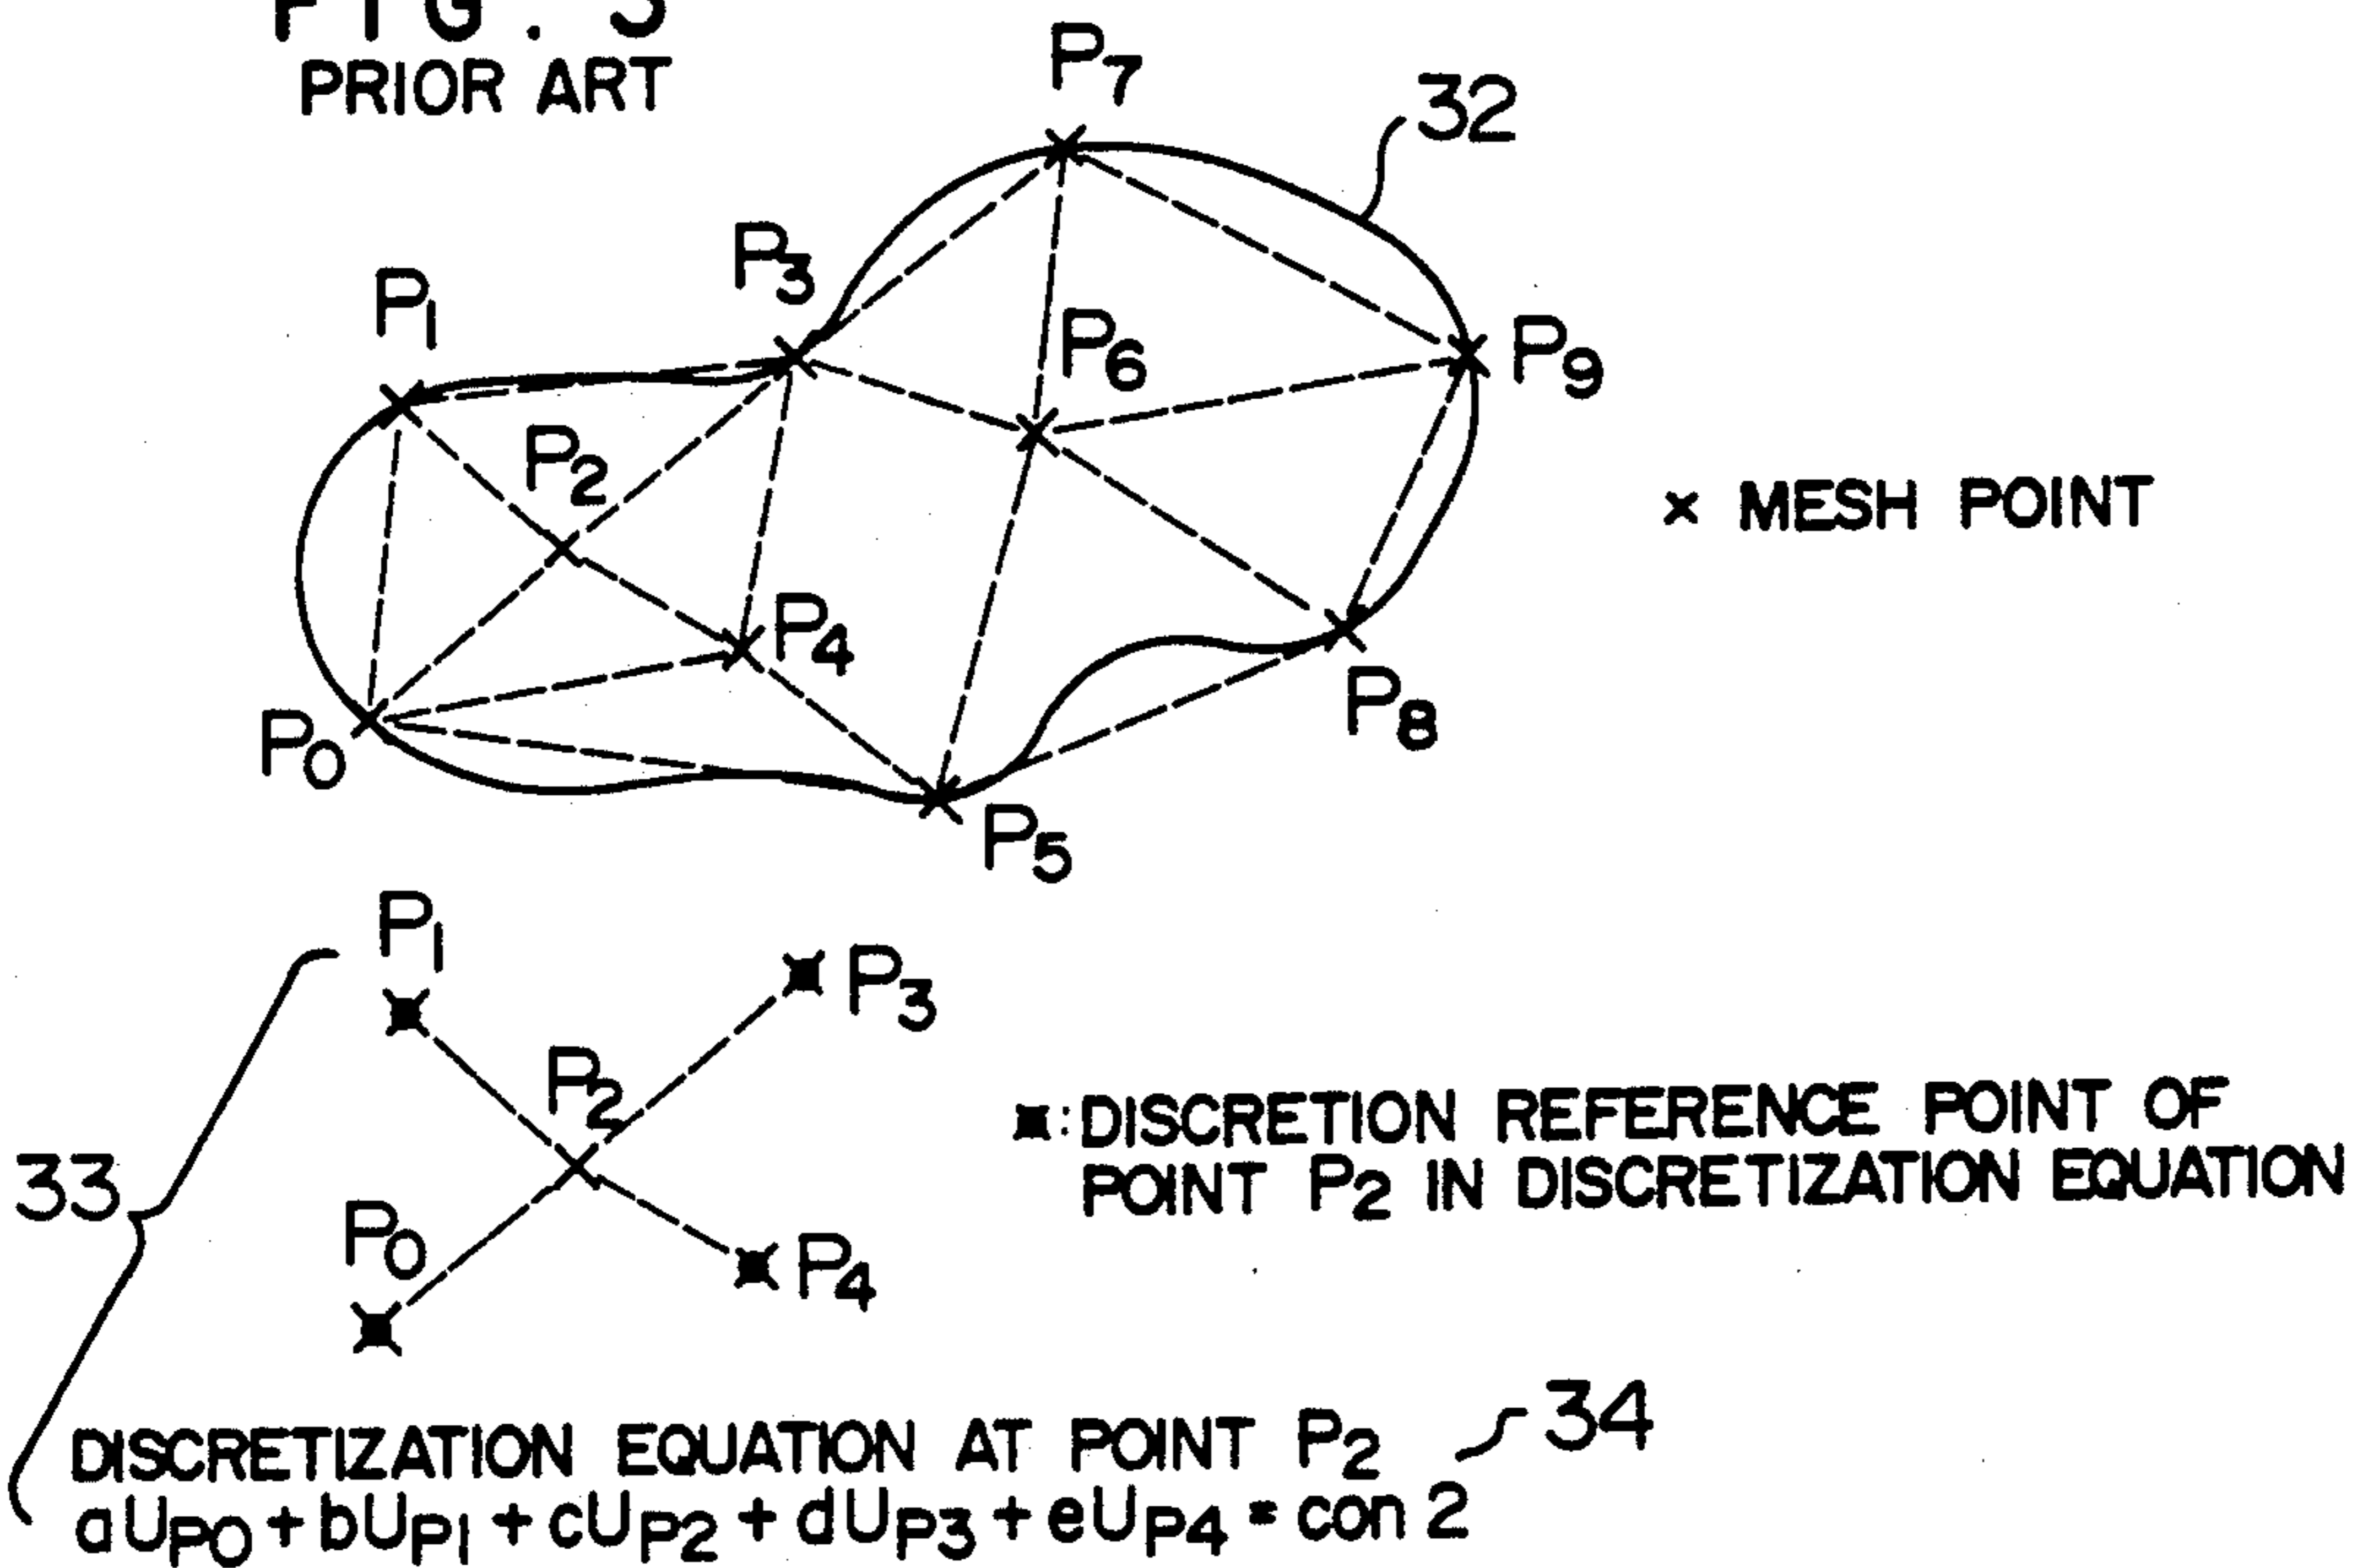 FIG. 3
PRIOR ART
P7
32
P3
P1
P6
P9
P2
x MESH POINT
P4
P8
P0
P5
P1
P3
P2
: DISCRETION REFERENCE POINT OF
POINT P2 IN DISCRETIZATION EQUATION
33
P0
P4
34
DISCRETIZATION EQUATION AT POINT P2
aUP0 + bUP1 + cUP2 + dUP3 + eUP4 = con 2